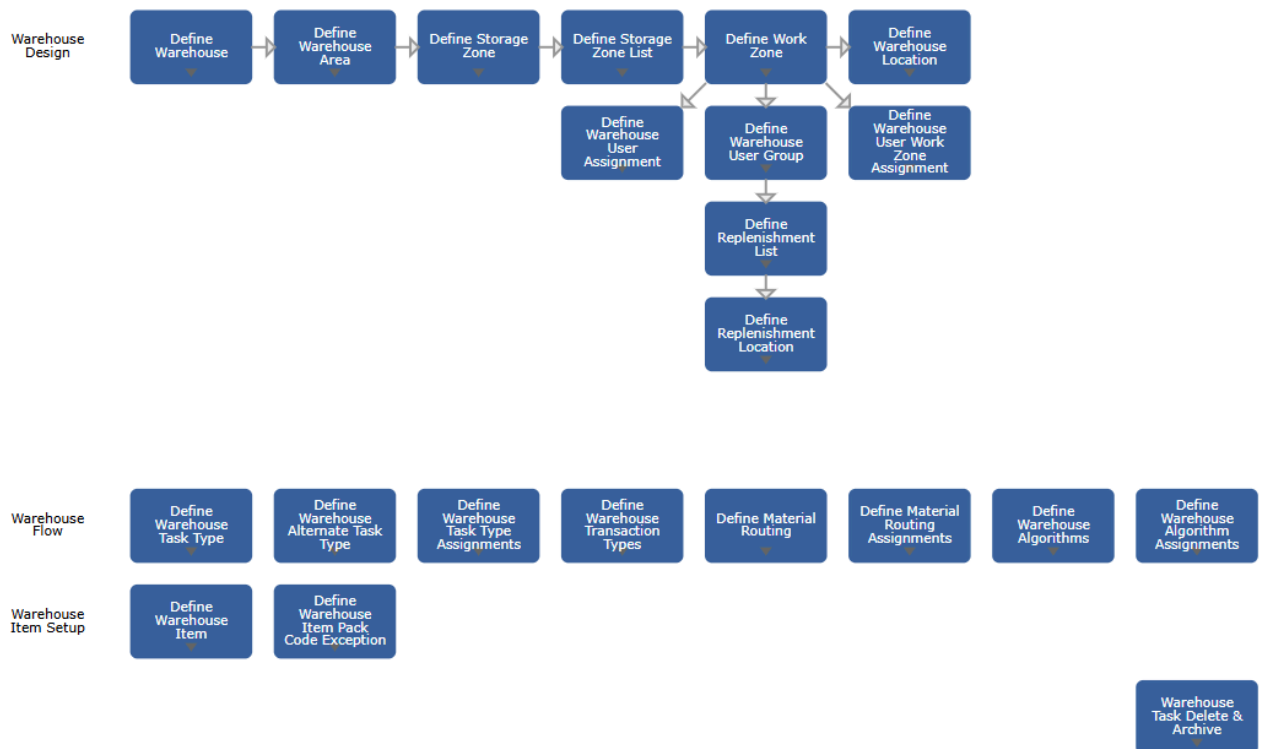 Warehouse
Design
Define
Warehouse
Define
Warehouse
Area
Define Storage
Zone
Define Storage
Zone List
Define Work
Zone
Define
Warehouse
Location
Define
Warehouse
User
Assignment
Define
Warehouse
User Group
Define
Warehouse
User Work
Zone
Assignment
Define
Replenishment
List
Define
Replenishment
Location
Warehouse
Flow
Define
Warehouse
Task Type
Define
Warehouse
Alternate Task
Type
Define
Warehouse
Task Type
Assignments
Define
Warehouse
Transaction
Types
Define Material
Routing
Define Material
Routing
Assignments
Define
Warehouse
Algorithms
Define
Warehouse
Algorithm
Assignments
Warehouse
Item Setup
Define
Warehouse
Item
Define
Warehouse
Item Pack
Code Exception
Warehouse
Task Delete &
Archive